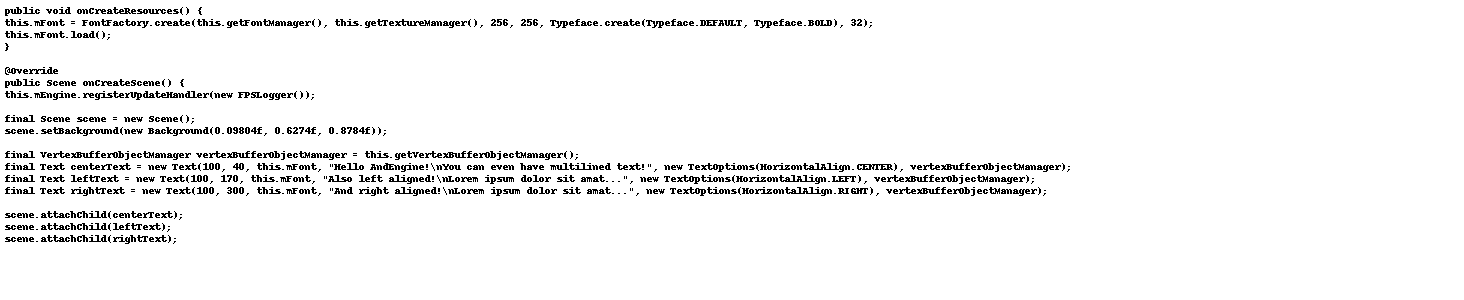 public void onCreateResources() {
this.mFont = FontFactory.create(this.getFontManager(), this.getTextureManager(), 256, 256, Typeface.create(Typeface.DEFAULT, Typeface.BOLD), 32);
this.mFont.load();
}

@Override
public Scene onCreateScene() {
this.mEngine.registerUpdateHandler(new FPSLogger());

final Scene scene = new Scene();
scene.setBackground(new Background(0.09804f, 0.6274f, 0.8784f));

final VertexBufferObjectManager vertexBufferObjectManager = this.getVertexBufferObjectManager();
final Text centerText = new Text(100, 40, this.mFont, "Hello AndEngine!\nYou can even have multilined text!", new TextOptions(HorizontalAlign.CENTER), vertexBufferObjectManager);
final Text leftText = new Text(100, 170, this.mFont, "Also left aligned!\nLorem ipsum dolor sit amat...", new TextOptions(HorizontalAlign.LEFT), vertexBufferObjectManager);
final Text rightText = new Text(100, 300, this.mFont, "And right aligned!\nLorem ipsum dolor sit amat...", new TextOptions(HorizontalAlign.RIGHT), vertexBufferObjectManager);

scene.attachChild(centerText);
scene.attachChild(leftText);
scene.attachChild(rightText);